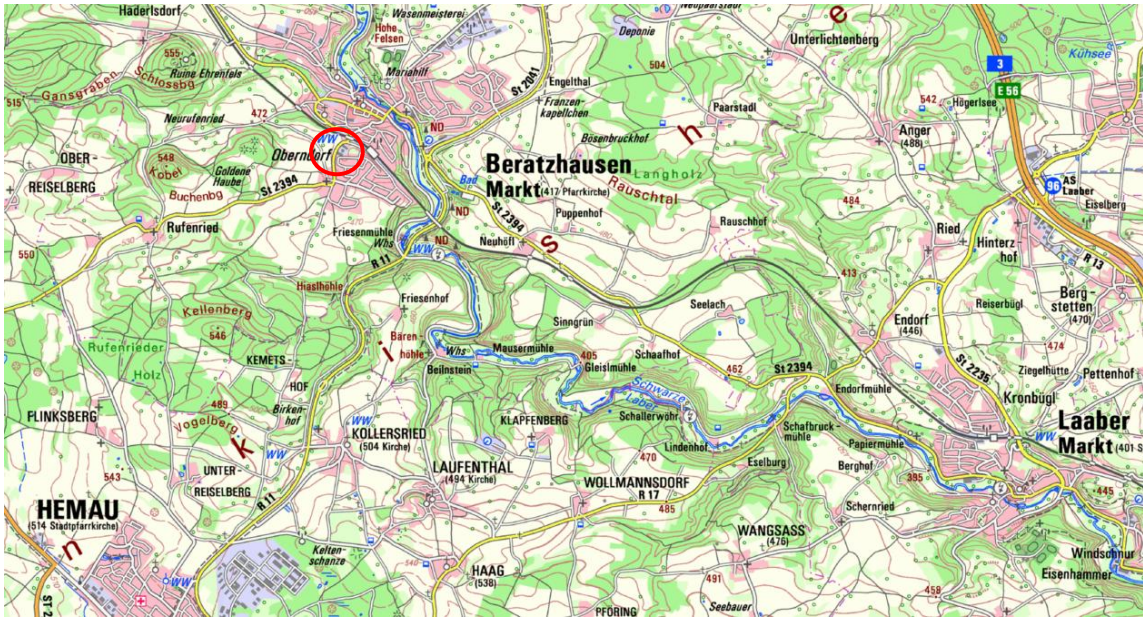 Haderlsdorf
Wasenmeisterei
Hohe
Felsen
Deponie
Unterlichtenberg
e
3
E 56
Kühsee
555
Ruine Ehrenfels
Schlossbg
Gansgraben
515
Mariahilf
St 2041
Engelthal
Franzen-
kapellchen
504
Paarstadl
542
Högerlsee
472
Neurufenried
ND
Bösenbruckhof
h
Anger
(488)
WW
Oberndorf
OBER
REISELBERG
548
Kobel
Buchenbg
Goldene
Haube
St 2394
Beratzhausen
Markt
(417 Pfarrkirche)
Langholz
Rauschtal
96
AS
Laaber
Eiselberg
Bad
St 2394
Puppenhof
484
Rufenried
470
ND
Friesenmühle
Whs
ND
WW
Neuhöfl
s
Rauschhof
Ried
Hinterz
hof
R 13
550
R 11
413
Hiaslhöhle
Friesenhof
Seelach
Reiserbügl
Berg-
stetten
(470)
Kellenberg
646
Bären-
höhle
i
Sinngrün
Endorf
(446)
Rufenrieder
Holz
KEMETS-
HOF
Whs
Mausermühle
405
Gleislmühle
Schaafhof
462
St 2394
St 2235
474
Ziegelhütte
Pettenhof
Beilnstein
Schwarze
Laber
Endorfmühle
Kronbügl
FLINKSBERG
489
Vogelberg
Birken-
hof
WW
KLAPFENBERG
Schallerwöhr
Schafbruck-
mühle
Laaber
Markt
WW
k
KOLLERSRIED
(504 Kirche)
Lindenhof
Papiermühle
UNTER-
REISELBERG
WW
543
LAUFENTHAL
(494 Kirche)
470
Eselburg
Berghof
385
445
HEMAU
(514 Stadtpfarrkirche)
R 11
WOLLMANNSDORF
R 17
485
Schernried
n
Kelten-
schanze
540
WANGSASS
(476)
Windschnur
WW
HAAG
(538)
491
Eisenhammer
458
PFÖRING
Seebauer